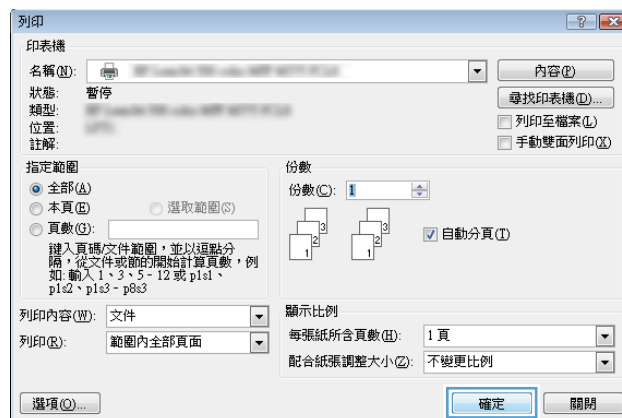 列印
印表機
名稱(N):
內容(P)
狀態: 暫停
類型:
尋找印表機(D)...
位置:
列印至檔案(L)
註解:
手動雙面列印(X)
指定範圍
全部(A)
本頁(E) 選取範圍(S)
頁數(G):
鍵入頁碼/文件範圍，並以逗點分
隔，從文件或節的開始計算頁數，例
如: 輸入 1、3、5 - 12 或 p1s1、
p1s2、p1s3 - p8s3
份數
份數(C): 1
1 2 3 1 2 3
自動分頁(T)
列印內容(W): 文件
列印(R): 範圍內全部頁面
顯示比例
每張紙所含頁數(H): 1 頁
配合紙張調整大小(Z): 不變更比例
選項(O)... 確定 關閉